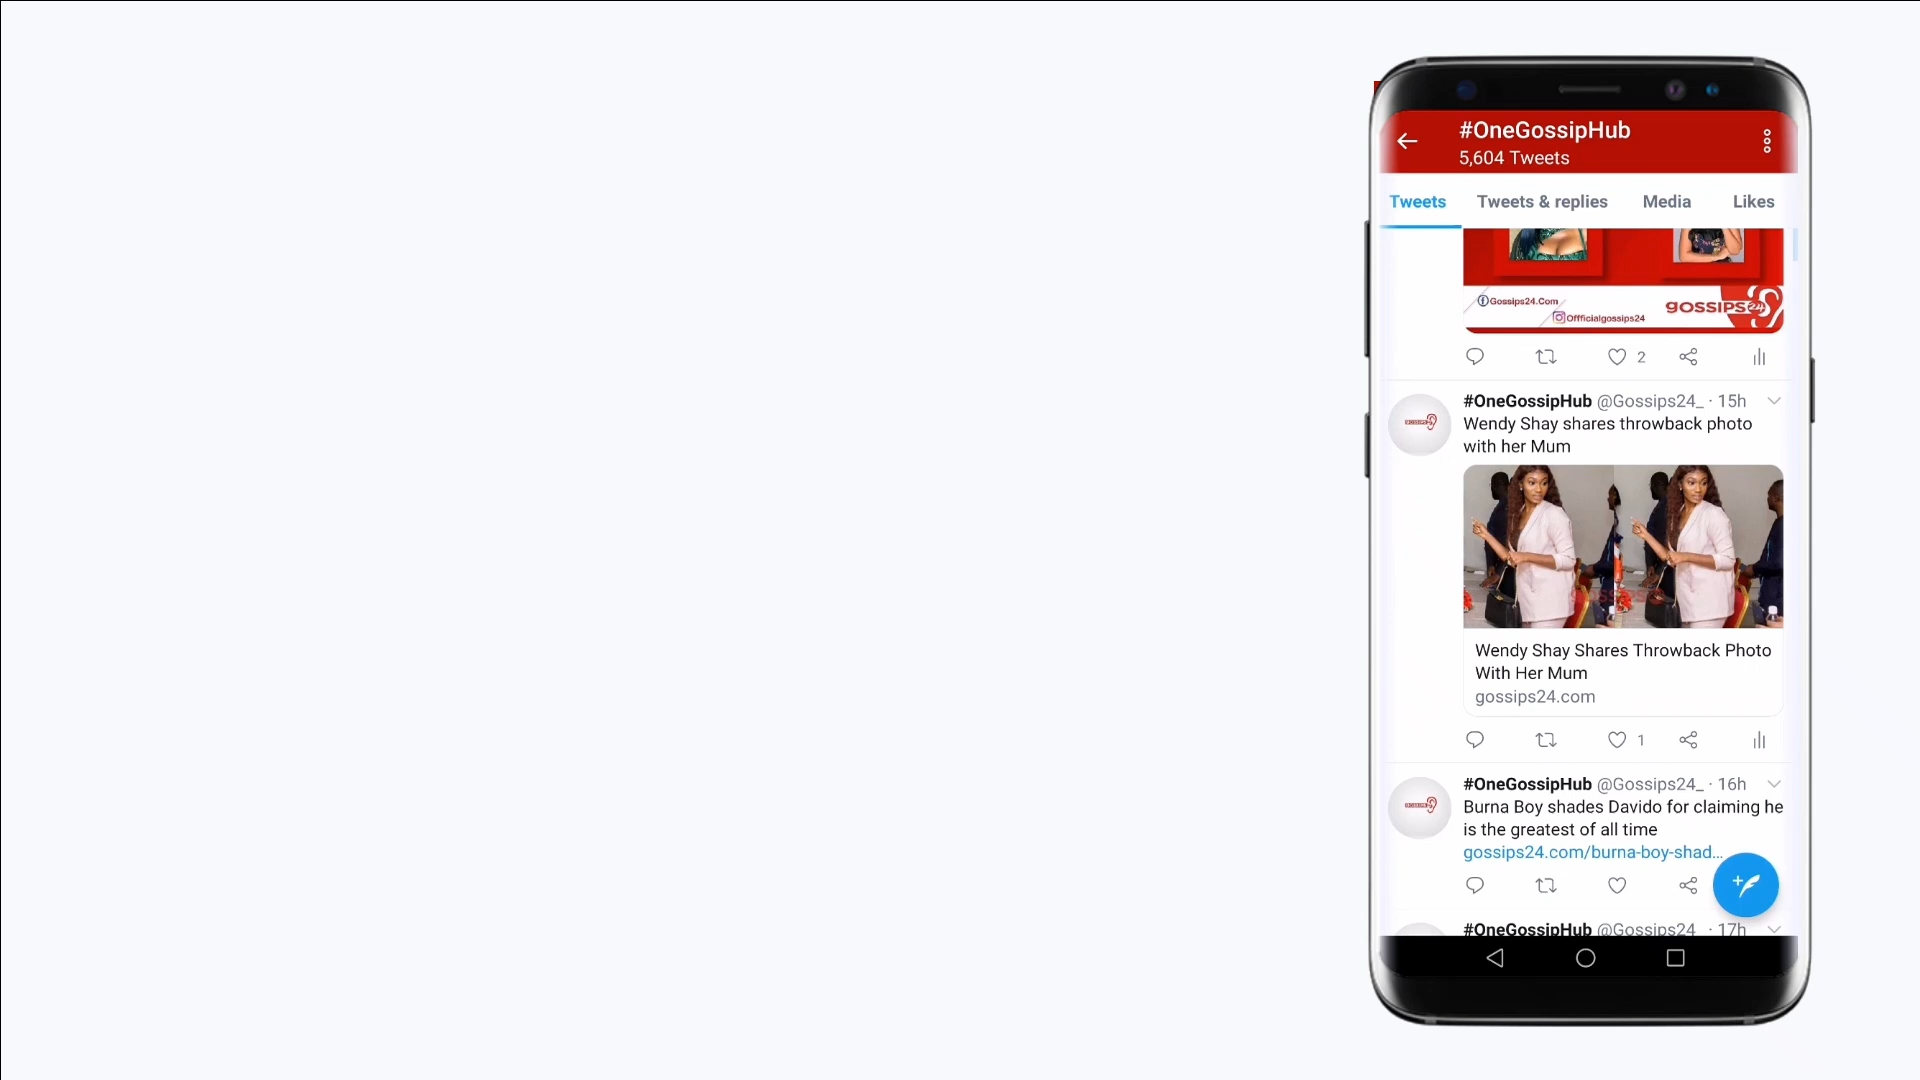 #OneGossipHub
5,604 Tweets
Tweets Tweets & replies Media Likes
Gossips24.Com
Offficialgossips24
gossips24
2
#OneGossipHub @Gossips24_ · 15h
Wendy Shay shares throwback photo
with her Mum
Wendy Shay Shares Throwback Photo
With Her Mum
gossips24.com
1
#OneGossipHub @Gossips24_ · 16h
Burna Boy shades Davido for claiming he
is the greatest of all time
gossips24.com/burna-boy-shad...
#OneGossipHub @Gossips24_ · 17h